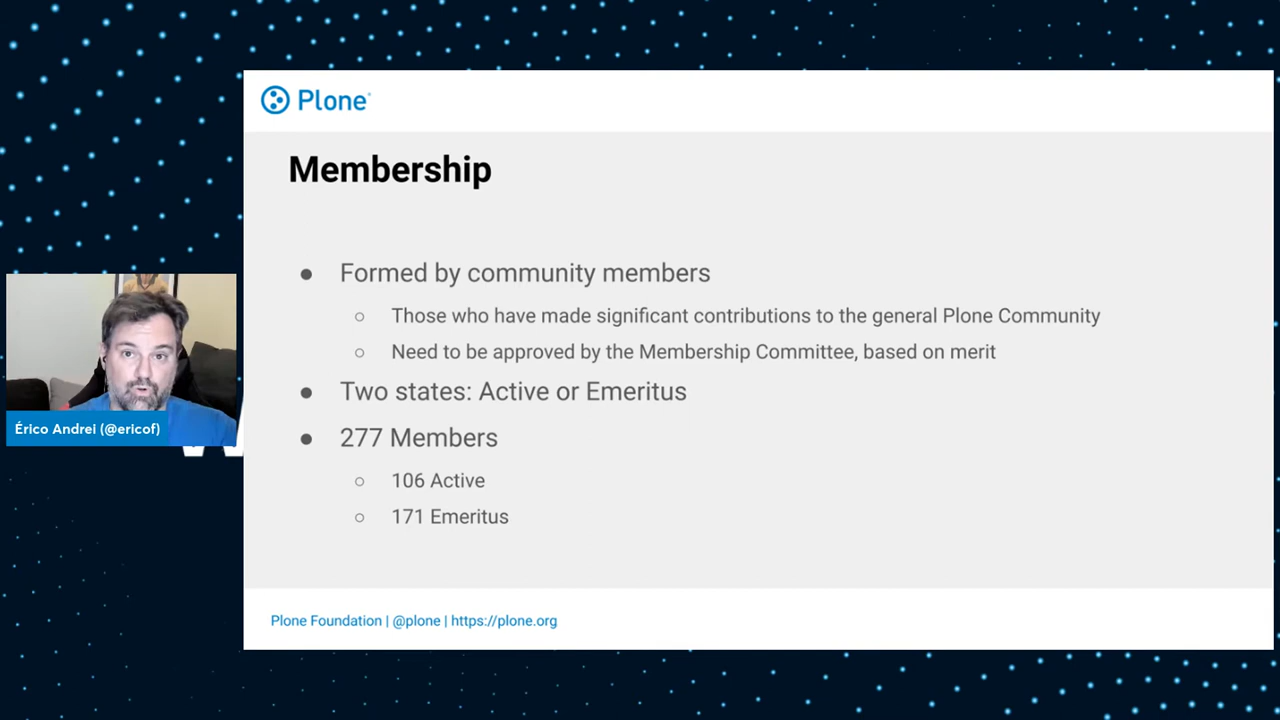 Plone
Membership
Formed by community members
Those who have made significant contributions to the general Plone Community
Need to be approved by the Membership Committee, based on merit
Two states: Active or Emeritus
277 Members
106 Active
171 Emeritus
Érico Andrei (@ericof)
Plone Foundation | @plone | https://plone.org